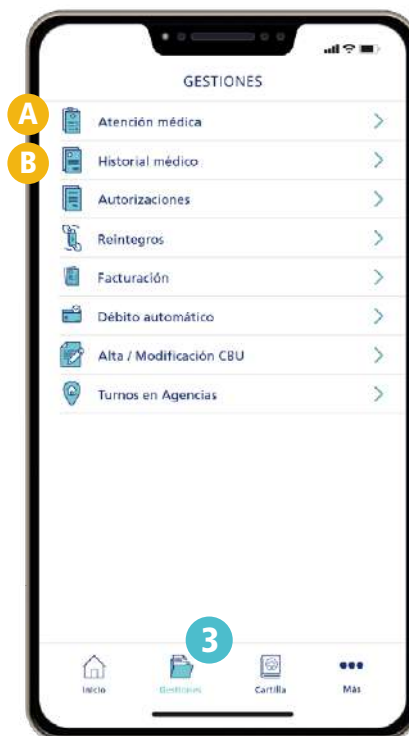 GESTIONES
A
Atención médica
B
Historial médico
Autorizaciones
Reintegros
Facturación
Débito automático
Alta / Modificación CBU
Turnos en Agencias
3
Inicio
Gestiones
Cartilla
Más